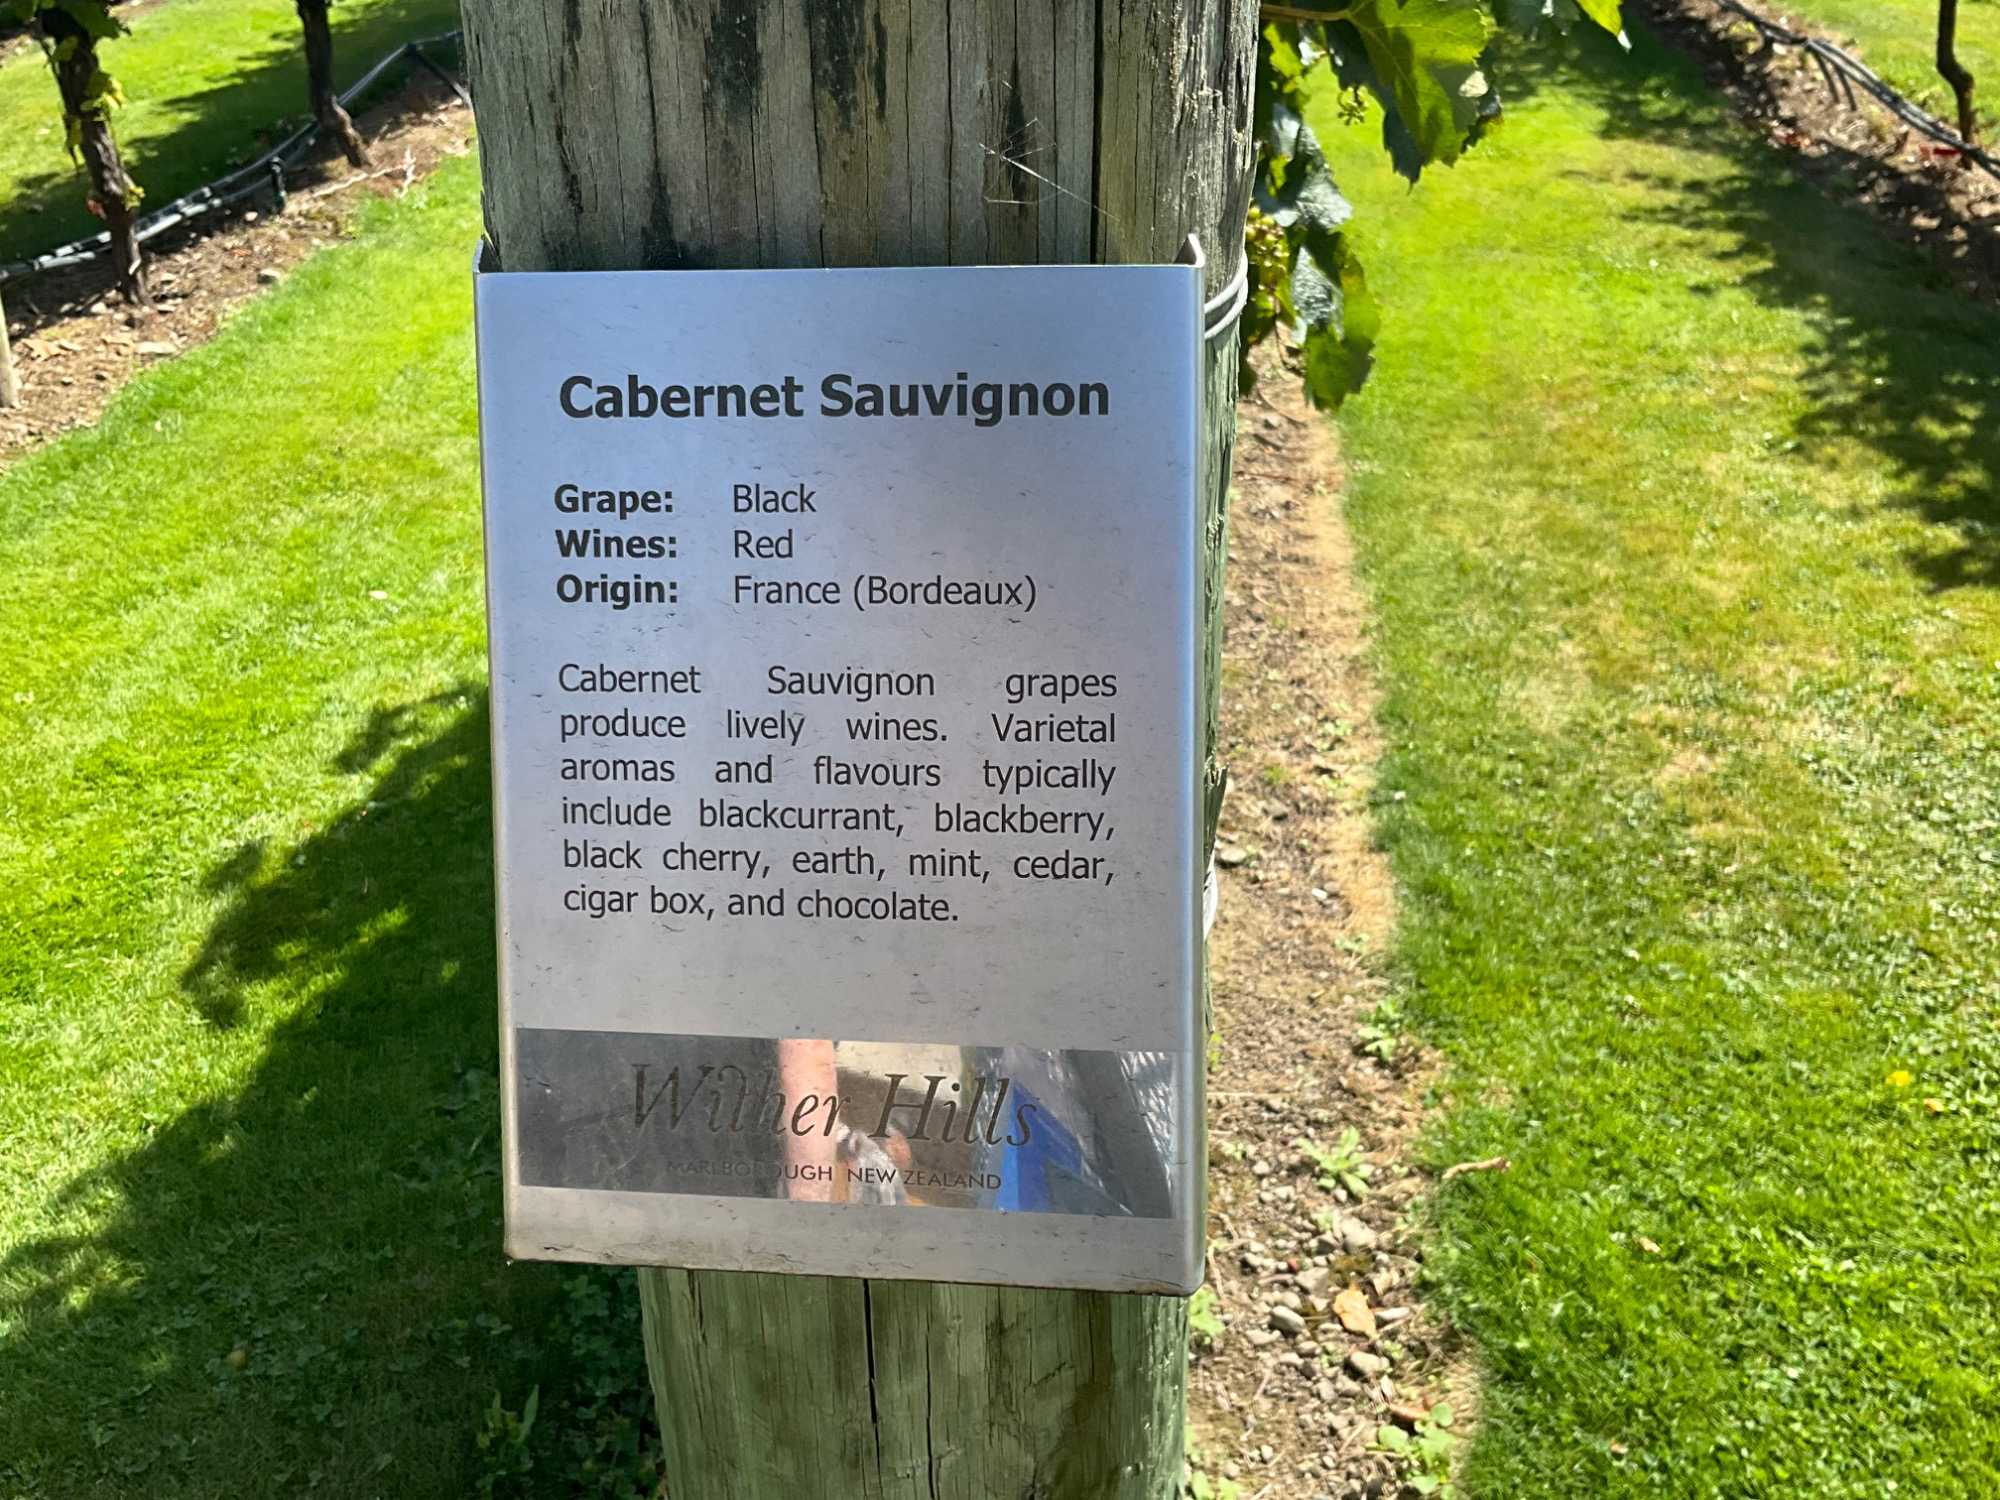 Cabernet Sauvignon
Grape: Black
Wines: Red
Origin: France (Bordeaux)
Cabernet Sauvignon grapes
produce lively wines. Varietal
aromas and flavours typically
include blackcurrant, blackberry,
black cherry, earth, mint, cedar,
cigar box, and chocolate.
Wither Hills
MARLBOROUGH NEW ZEALAND